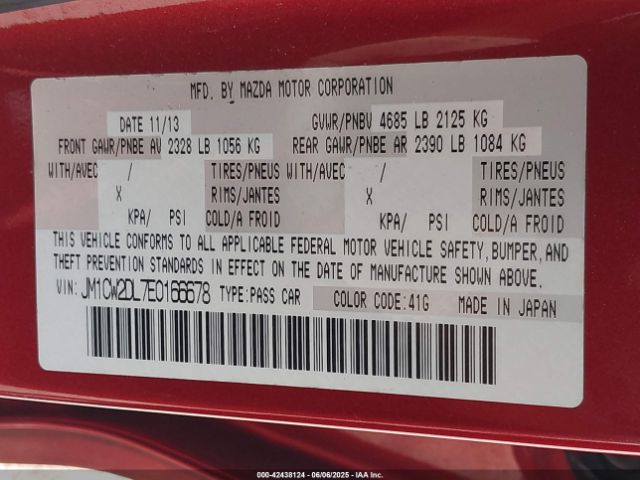 MFD. BY MAZDA MOTOR CORPORATION
DATE 11/13 GVWR/PNBV 4685 LB 2125 KG
FRONT GAWR/PNBE AV 2328 LB 1056 KG REAR GAWR/PNBE AR 2390 LB 1084 KG
WITH/AVEC / TIRES/PNEUS WITH/AVEC / TIRES/PNEUS
X RIMS/JANTES X RIMS/JANTES
KPA/ PSI COLD/A FROID KPA/ PSI COLD/A FROID
THIS VEHICLE CONFORMS TO ALL APPLICABLE FEDERAL MOTOR VEHICLE SAFETY, BUMPER, AND
THEFT PREVENTION STANDARDS IN EFFECT ON THE DATE OF MANUFACTURE SHOWN ABOVE.
VIN: JM1CW2DL7E0166678 TYPE:PASS CAR COLOR CODE:41G MADE IN JAPAN
000-42438124 - 06/06/2025 - IAAI, Inc.